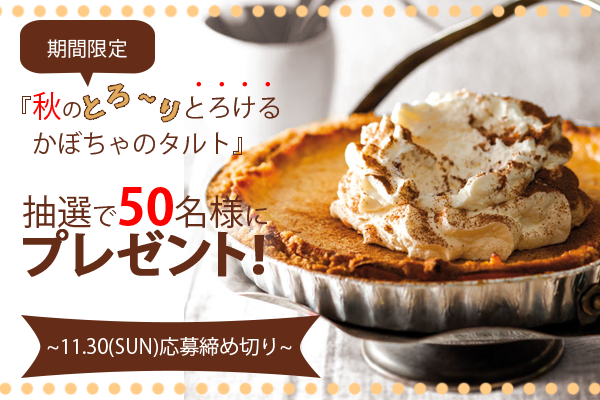 期間限定
『秋のとろ~りとろける
かぼちゃのタルト』
抽選で50名様に
プレゼント!
~11.30(SUN)応募締め切り~